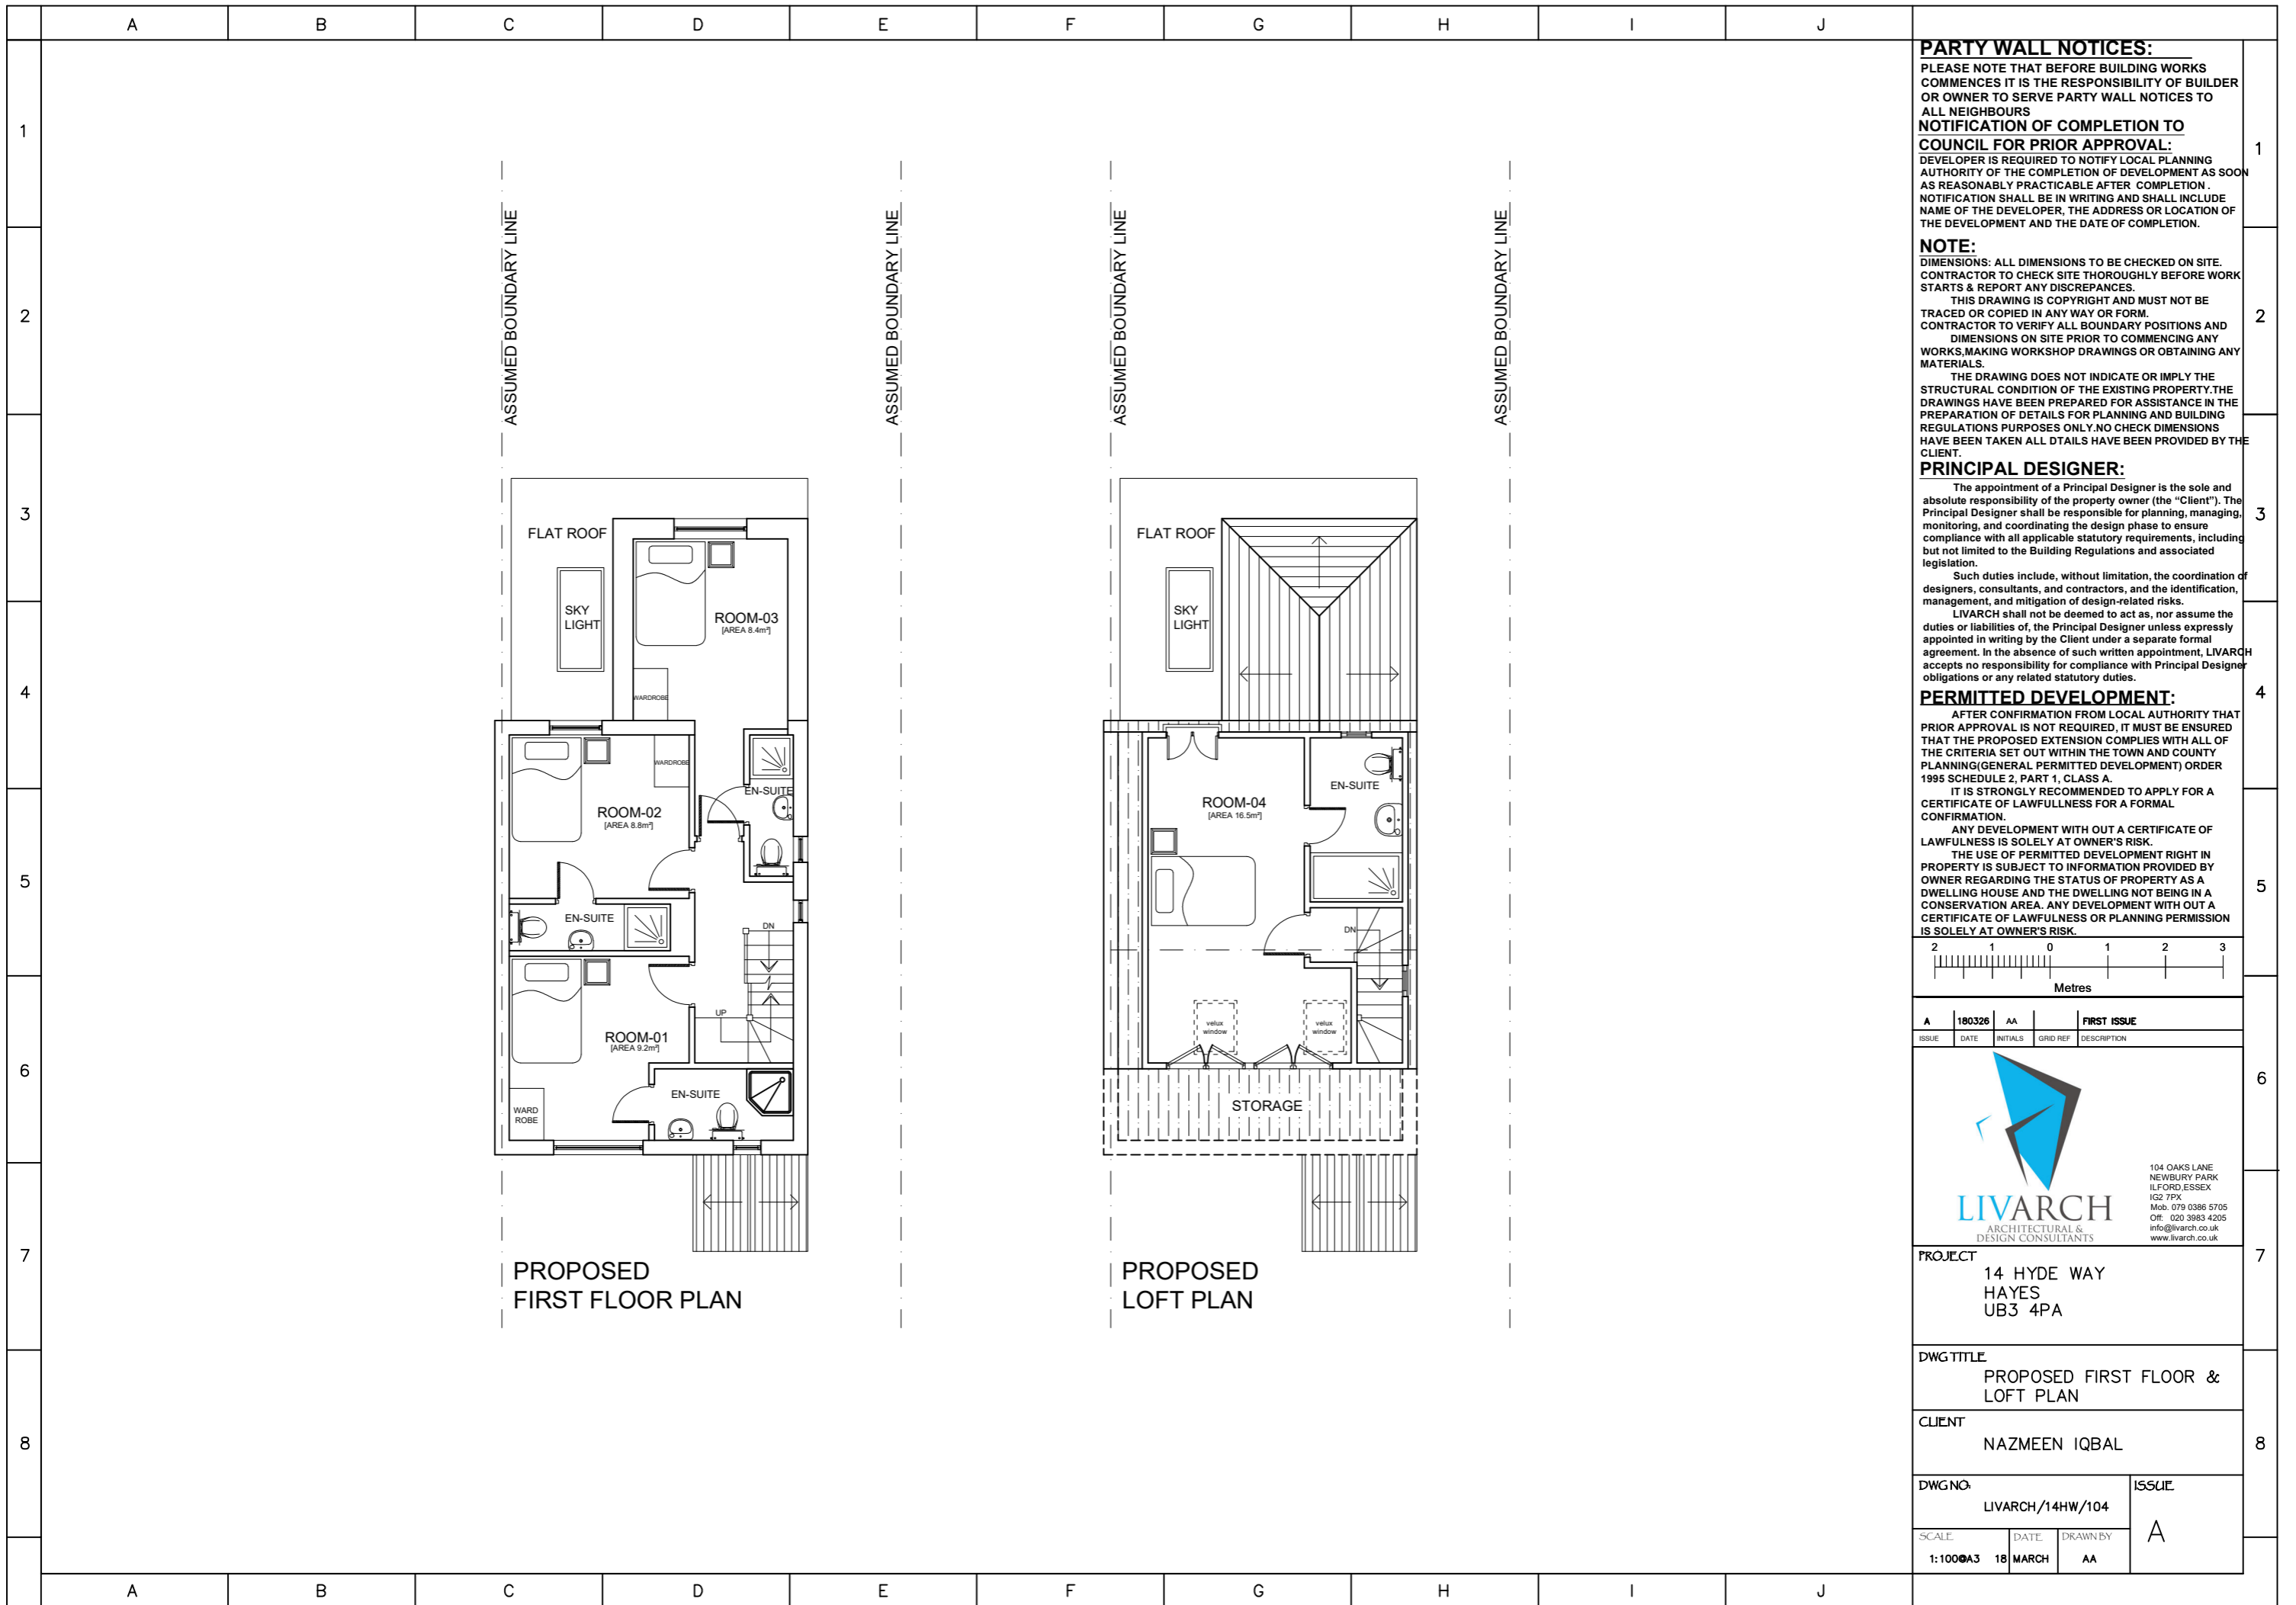 A B C D E F G H I J
1
2
3
4
5
6
7
8
ASSUMED BOUNDARY LINE
ASSUMED BOUNDARY LINE
FLAT ROOF
SKY
LIGHT
ROOM-03
[AREA 8.4m²]
WARDROBE
WARDROBE
EN-SUITE
ROOM-02
[AREA 8.8m²]
EN-SUITE
DN
UP
ROOM-01
[AREA 9.2m²]
EN-SUITE
WARD
ROBE
PROPOSED
FIRST FLOOR PLAN
ASSUMED BOUNDARY LINE
ASSUMED BOUNDARY LINE
FLAT ROOF
SKY
LIGHT
EN-SUITE
ROOM-04
[AREA 16.5m²]
DN
velux
window
velux
window
STORAGE
PROPOSED
LOFT PLAN
PARTY WALL NOTICES:
PLEASE NOTE THAT BEFORE BUILDING WORKS
COMMENCES IT IS THE RESPONSIBILITY OF BUILDER
OR OWNER TO SERVE PARTY WALL NOTICES TO
ALL NEIGHBOURS
NOTIFICATION OF COMPLETION TO
COUNCIL FOR PRIOR APPROVAL:
DEVELOPER IS REQUIRED TO NOTIFY LOCAL PLANNING
AUTHORITY OF THE COMPLETION OF DEVELOPMENT AS SOON
AS REASONABLY PRACTICABLE AFTER COMPLETION .
NOTIFICATION SHALL BE IN WRITING AND SHALL INCLUDE
NAME OF THE DEVELOPER, THE ADDRESS OR LOCATION OF
THE DEVELOPMENT AND THE DATE OF COMPLETION.
NOTE:
DIMENSIONS: ALL DIMENSIONS TO BE CHECKED ON SITE.
CONTRACTOR TO CHECK SITE THOROUGHLY BEFORE WORK
STARTS & REPORT ANY DISCREPANCES.
THIS DRAWING IS COPYRIGHT AND MUST NOT BE
TRACED OR COPIED IN ANY WAY OR FORM.
CONTRACTOR TO VERIFY ALL BOUNDARY POSITIONS AND
DIMENSIONS ON SITE PRIOR TO COMMENCING ANY
WORKS,MAKING WORKSHOP DRAWINGS OR OBTAINING ANY
MATERIALS.
THE DRAWING DOES NOT INDICATE OR IMPLY THE
STRUCTURAL CONDITION OF THE EXISTING PROPERTY.THE
DRAWINGS HAVE BEEN PREPARED FOR ASSISTANCE IN THE
PREPARATION OF DETAILS FOR PLANNING AND BUILDING
REGULATIONS PURPOSES ONLY.NO CHECK DIMENSIONS
HAVE BEEN TAKEN ALL DTAILS HAVE BEEN PROVIDED BY THE
CLIENT.
PRINCIPAL DESIGNER:
The appointment of a Principal Designer is the sole and
absolute responsibility of the property owner (the “Client”). The
Principal Designer shall be responsible for planning, managing,
monitoring, and coordinating the design phase to ensure
compliance with all applicable statutory requirements, including
but not limited to the Building Regulations and associated
legislation.
Such duties include, without limitation, the coordination of
designers, consultants, and contractors, and the identification,
management, and mitigation of design-related risks.
LIVARCH shall not be deemed to act as, nor assume the
duties or liabilities of, the Principal Designer unless expressly
appointed in writing by the Client under a separate formal
agreement. In the absence of such written appointment, LIVARCH
accepts no responsibility for compliance with Principal Designer
obligations or any related statutory duties.
PERMITTED DEVELOPMENT:
AFTER CONFIRMATION FROM LOCAL AUTHORITY THAT
PRIOR APPROVAL IS NOT REQUIRED, IT MUST BE ENSURED
THAT THE PROPOSED EXTENSION COMPLIES WITH ALL OF
THE CRITERIA SET OUT WITHIN THE TOWN AND COUNTY
PLANNING(GENERAL PERMITTED DEVELOPMENT) ORDER
1995 SCHEDULE 2, PART 1, CLASS A.
IT IS STRONGLY RECOMMENDED TO APPLY FOR A
CERTIFICATE OF LAWFULLNESS FOR A FORMAL
CONFIRMATION.
ANY DEVELOPMENT WITH OUT A CERTIFICATE OF
LAWFULNESS IS SOLELY AT OWNER'S RISK.
THE USE OF PERMITTED DEVELOPMENT RIGHT IN
PROPERTY IS SUBJECT TO INFORMATION PROVIDED BY
OWNER REGARDING THE STATUS OF PROPERTY AS A
DWELLING HOUSE AND THE DWELLING NOT BEING IN A
CONSERVATION AREA. ANY DEVELOPMENT WITH OUT A
CERTIFICATE OF LAWFULNESS OR PLANNING PERMISSION
IS SOLELY AT OWNER'S RISK.
2 1 0 1 2 3
Metres
A 180326 AA FIRST ISSUE
ISSUE DATE INITIALS GRID REF DESCRIPTION
LIVARCH
ARCHITECTURAL &
DESIGN CONSULTANTS
104 OAKS LANE
NEWBURY PARK
ILFORD,ESSEX
IG2 7PX
Mob. 079 0386 5705
Off: 020 3983 4205
info@livarch.co.uk
www.livarch.co.uk
PROJECT
14 HYDE WAY
HAYES
UB3 4PA
DWG TITLE
PROPOSED FIRST FLOOR &
LOFT PLAN
CLIENT
NAZMEEN IQBAL
DWG NO.
LIVARCH/14HW/104
ISSUE
A
SCALE DATE DRAWN BY
1:100@A3 18 MARCH AA
1
2
3
4
5
6
7
8
A B C D E F G H I J